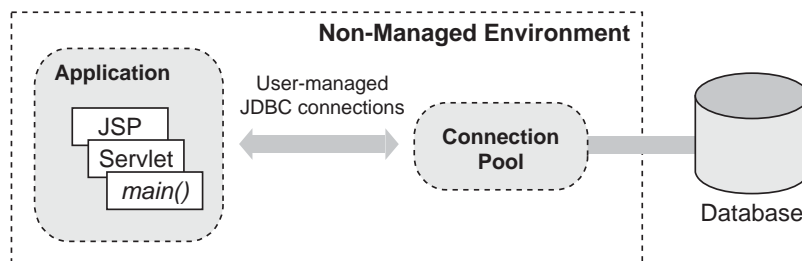 Non-Managed Environment
Application
JSP
Servlet
main()
User-managed
JDBC connections
Connection
Pool
Database